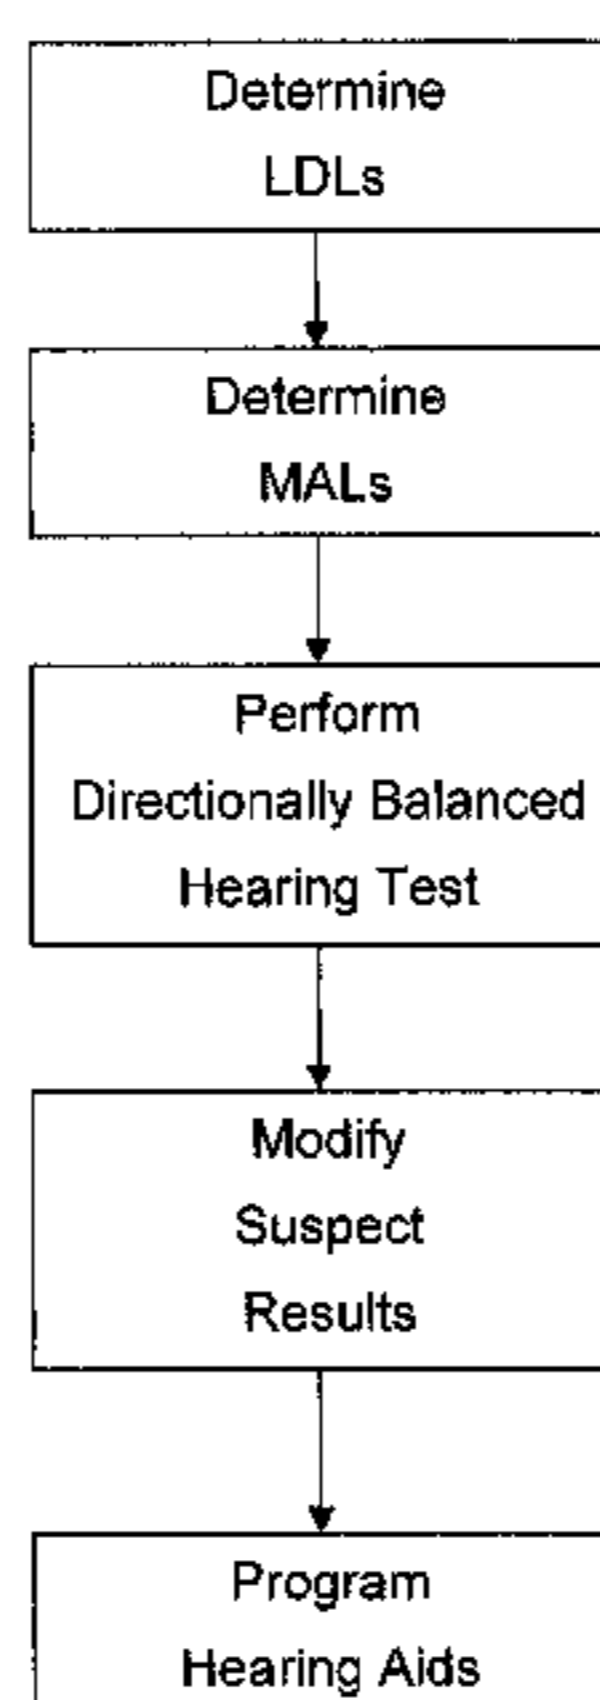 Determine
LDLs
Determine
MALs
Perform
Directionally Balanced
Hearing Test
Modify
Suspect
Results
Program
Hearing Aids